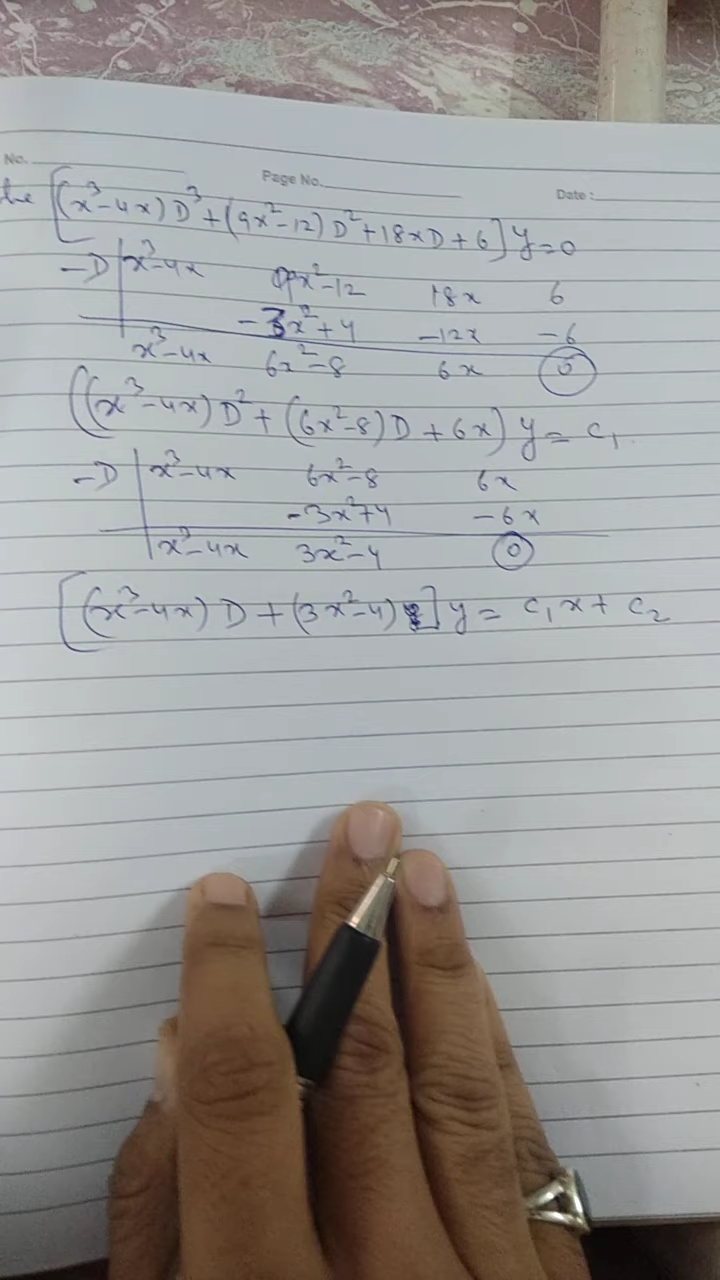 No.
Page No.
Date:
[(x³-4x)D³+(9x²-12)D²+18xD+6]y=0
-D | x³-4x 9x²-12 18x 6
-3x²+4 -12x -6
x³-4x 6x²-8 6x 0
((x³-4x)D²+(6x²-8)D+6x)y=c₁
-D | x³-4x 6x²-8 6x
-3x²+4 -6x
x³-4x 3x²-4 0
[(x³-4x)D+(3x²-4)]y=c₁x+c₂